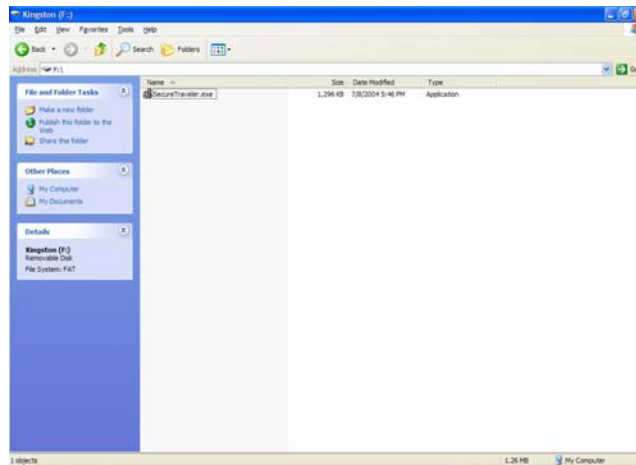 Kingston (F:)
File Edit View Favorites Tools Help
Back Search Folders
Address F:\
Name Size Date Modified Type
SecureTraveler.exe 1,296 KB 7/8/2004 5:46 PM Application
File and Folder Tasks
Make a new folder
Publish this folder to the
Web
Share this folder
Other Places
My Computer
My Documents
Details
Kingston (F:)
Removable Disk
File System: FAT
1 objects 1.26 MB My Computer